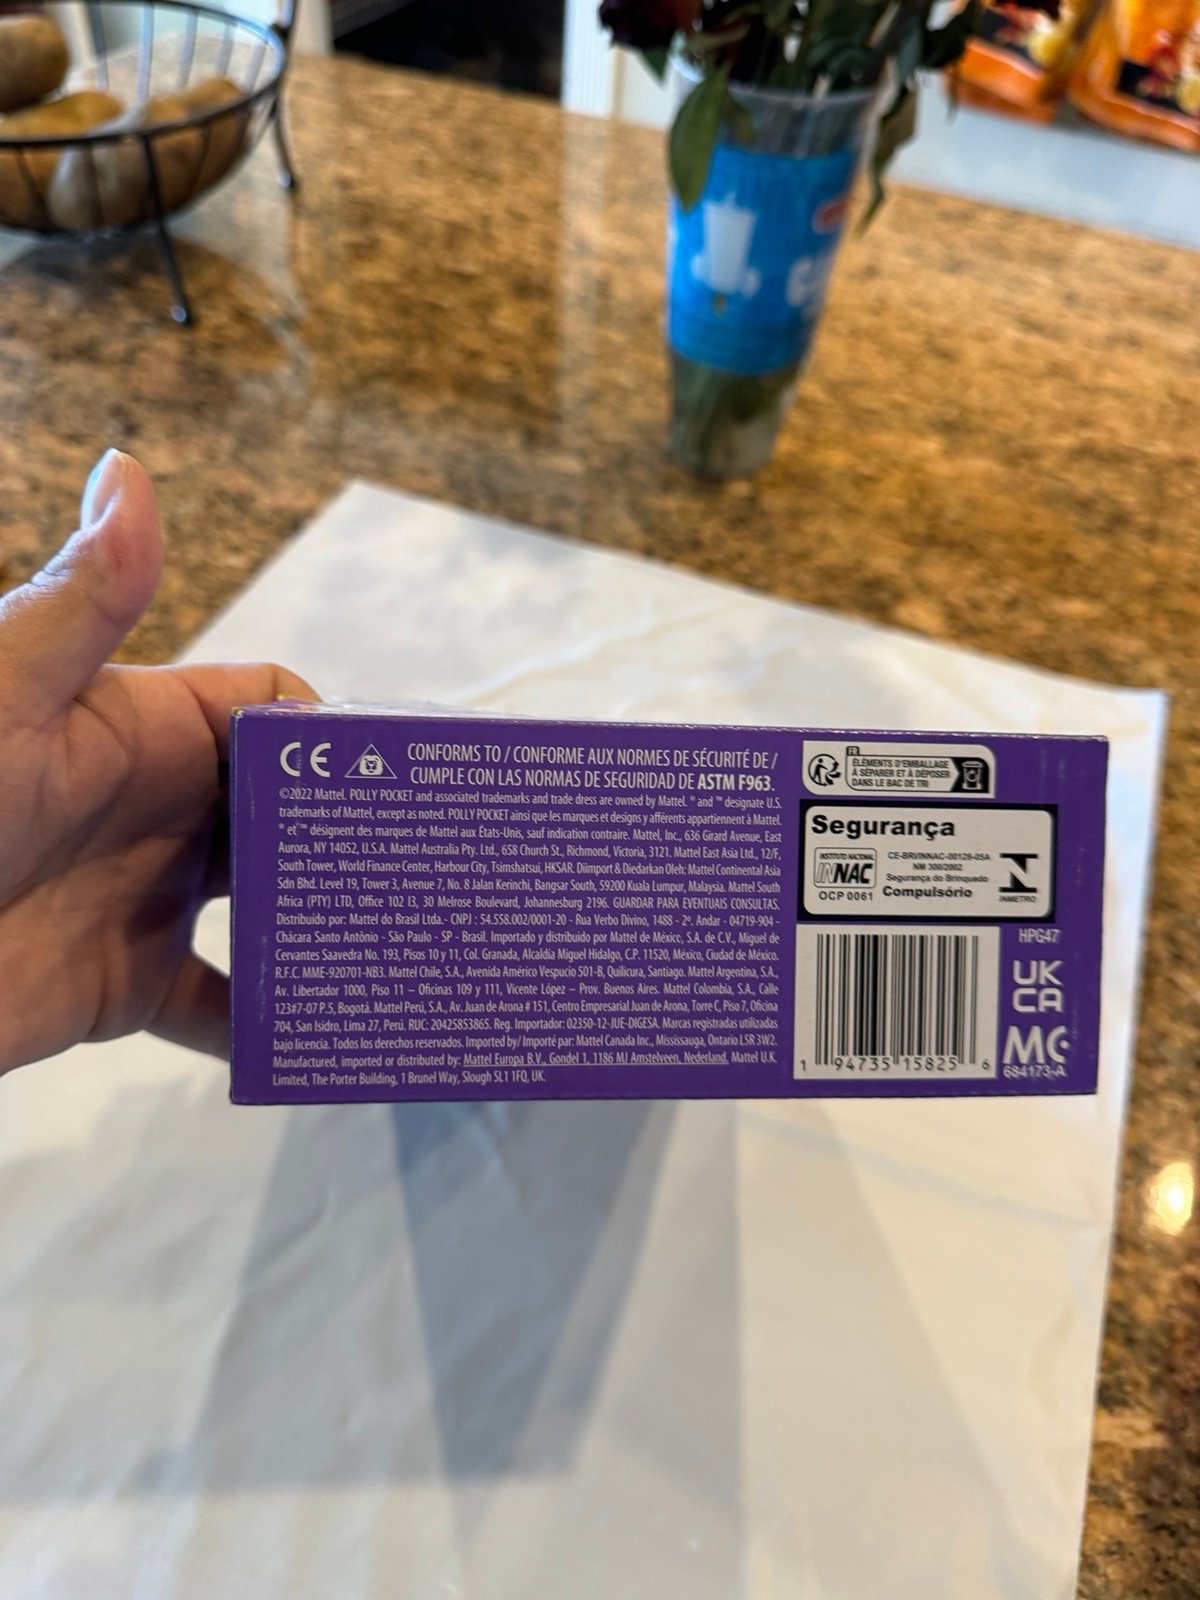 CE
CONFORMS TO / CONFORME AUX NORMES DE SÉCURITÉ DE /
CUMPLE CON LAS NORMAS DE SEGURIDAD DE ASTM F963.
©2022 Mattel. POLLY POCKET and associated trademarks and trade dress are owned by Mattel. ® and ™ designate U.S.
trademarks of Mattel, except as noted. POLLY POCKET ainsi que les marques et designs y afférents appartiennent à Mattel.
® et ™ désignent des marques de Mattel aux États-Unis, sauf indication contraire. Mattel, Inc., 636 Girard Avenue, East
Aurora, NY 14052, U.S.A. Mattel Australia Pty. Ltd., 658 Church St., Richmond, Victoria, 3121. Mattel East Asia Ltd., 12/F,
South Tower, World Finance Center, Harbour City, Tsimshatsui, HKSAR. Diimport & Diedarkan Oleh: Mattel Continental Asia
Sdn Bhd. Level 19, Tower 3, Avenue 7, No. 8 Jalan Kerinchi, Bangsar South, 59200 Kuala Lumpur, Malaysia. Mattel South
Africa (PTY) LTD, Office 102 I3, 30 Melrose Boulevard, Johannesburg 2196. GUARDAR PARA EVENTUAIS CONSULTAS.
Distribuido por: Mattel do Brasil Ltda.- CNPJ : 54.558.002/0001-20 - Rua Verbo Divino, 1488 - 2º. Andar - 04719-904 -
Chácara Santo Antônio - São Paulo - SP - Brasil. Importado y distribuido por Mattel de México, S.A. de C.V., Miguel de
Cervantes Saavedra No. 193, Pisos 10 y 11, Col. Granada, Alcaldía Miguel Hidalgo, C.P. 11520, México, Ciudad de México.
R.F.C. MME-920701-NB3. Mattel Chile, S.A., Avenida Américo Vespucio 501-B, Quilicura, Santiago. Mattel Argentina, S.A.,
Av. Libertador 1000, Piso 11 – Oficinas 109 y 111, Vicente López – Prov. Buenos Aires. Mattel Colombia, S.A., Calle
123#7-07 P.5, Bogotá. Mattel Perú, S.A., Av. Juan de Arona # 151, Centro Empresarial Juan de Arona, Torre C, Piso 7, Oficina
704, San Isidro, Lima 27, Perú. RUC: 20425853865. Reg. Importador: 02350-12-JUE-DIGESA. Marcas registradas utilizadas
bajo licencia. Todos los derechos reservados. Imported by/ Importé par: Mattel Canada Inc., Mississauga, Ontario L5R 3W2.
Manufactured, imported or distributed by: Mattel Europa B.V., Gondel 1, 1186 MJ Amstelveen, Nederland. Mattel U.K.
Limited, The Porter Building, 1 Brunel Way, Slough SL1 1FQ, UK.
FR
ÉLÉMENTS D'EMBALLAGE
À SÉPARER ET À DÉPOSER
DANS LE BAC DE TRI
Segurança
INSTITUTO NACIONAL
INNAC
OCP 0061
CE-BRI/INNAC-00128-05A
NM 300/2002
Segurança do Brinquedo
Compulsório
INMETRO
HPG47
UK
CA
MC
684173-A
1 94735 15825 6